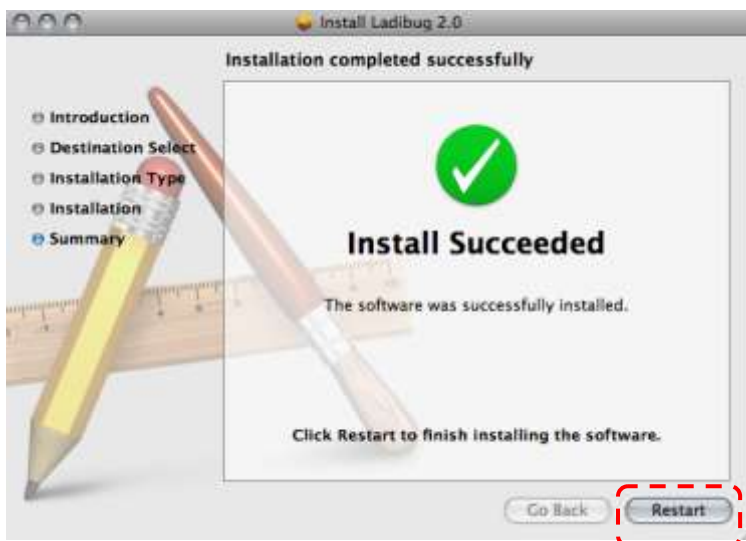 Install Ladibug 2.0
Installation completed successfully
Introduction
Destination Select
Installation Type
Installation
Summary
Install Succeeded
The software was successfully installed.
Click Restart to finish installing the software.
Go Back
Restart